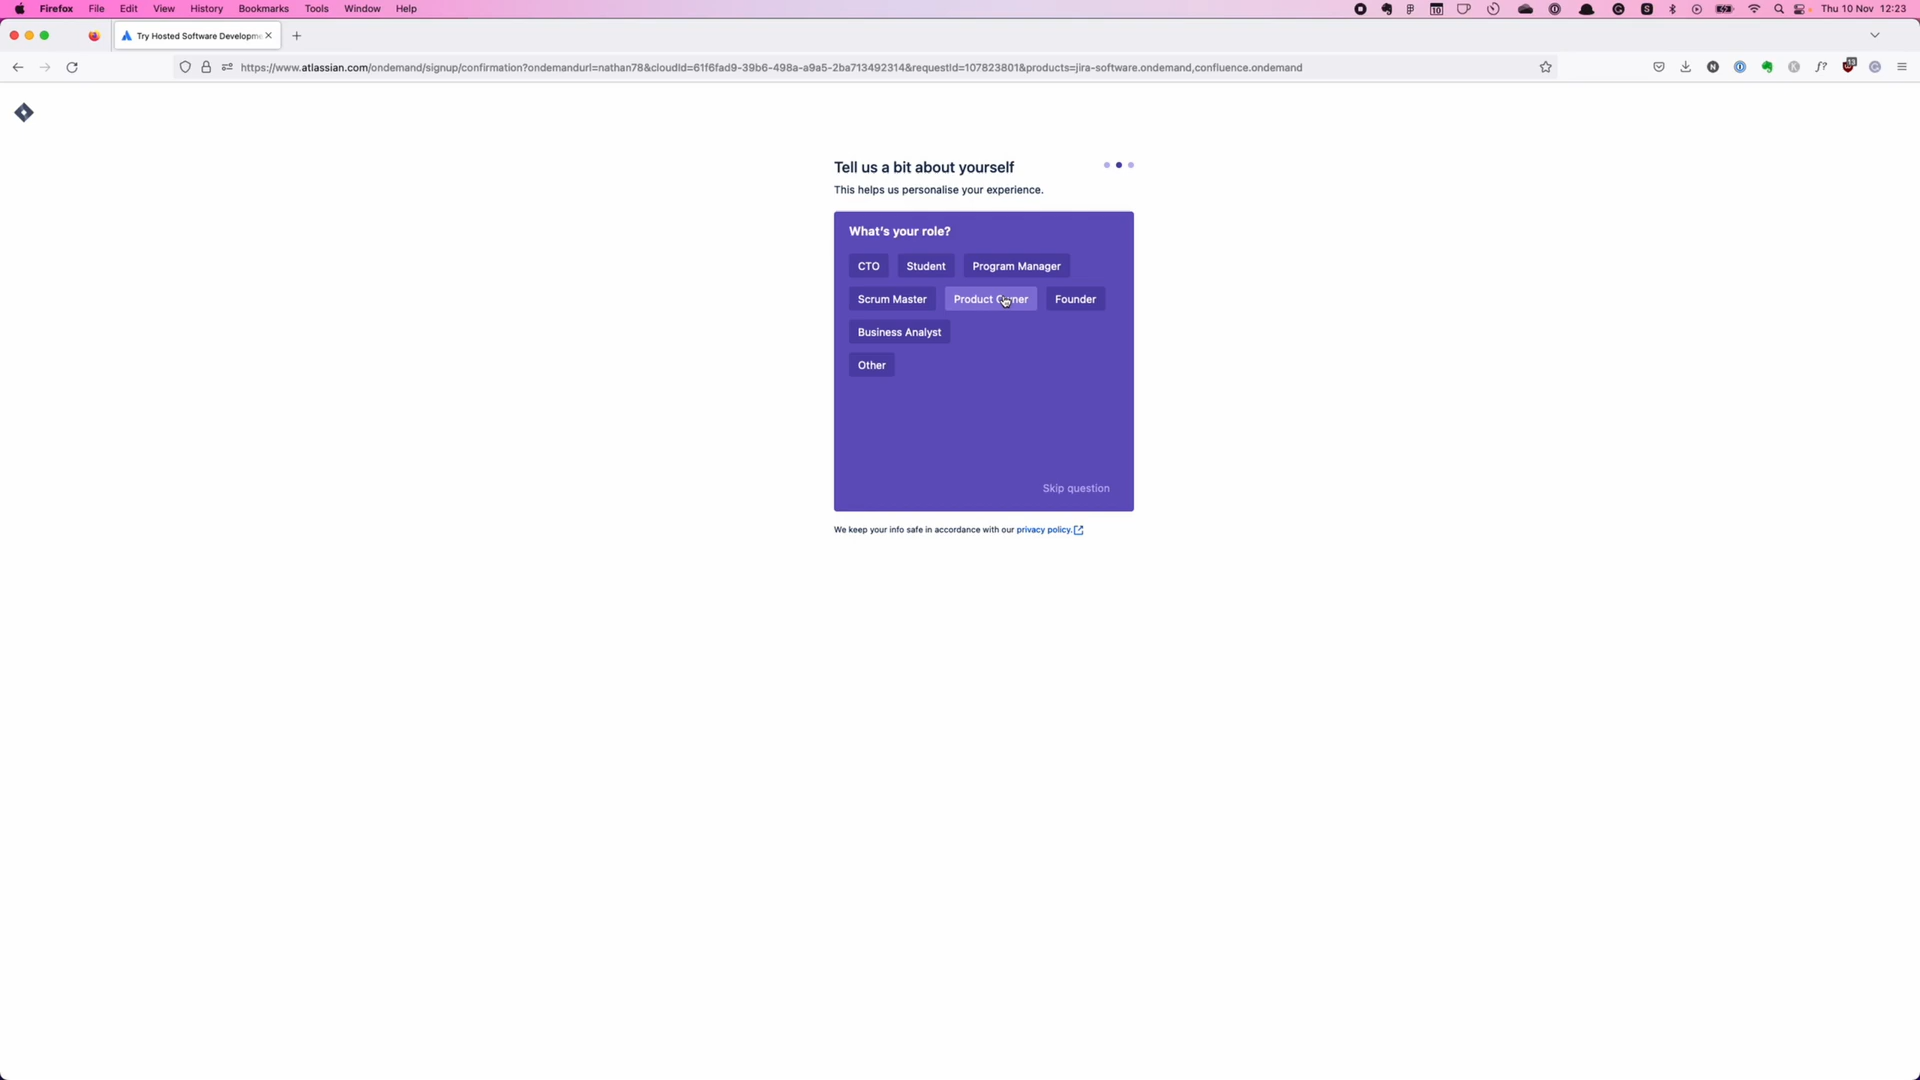 Firefox File Edit View History Bookmarks Tools Window Help Thu 10 Nov 12:23
Try Hosted Software Developme
https://www.atlassian.com/ondemand/signup/confirmation?ondemandurl=nathan78&cloudId=61f6fad9-39b6-498a-a9a5-2ba713492314&requestId=107823801&products=jira-software.ondemand,confluence.ondemand
Tell us a bit about yourself
This helps us personalise your experience.
What's your role?
CTO Student Program Manager
Scrum Master Product Owner Founder
Business Analyst
Other
Skip question
We keep your info safe in accordance with our privacy policy.